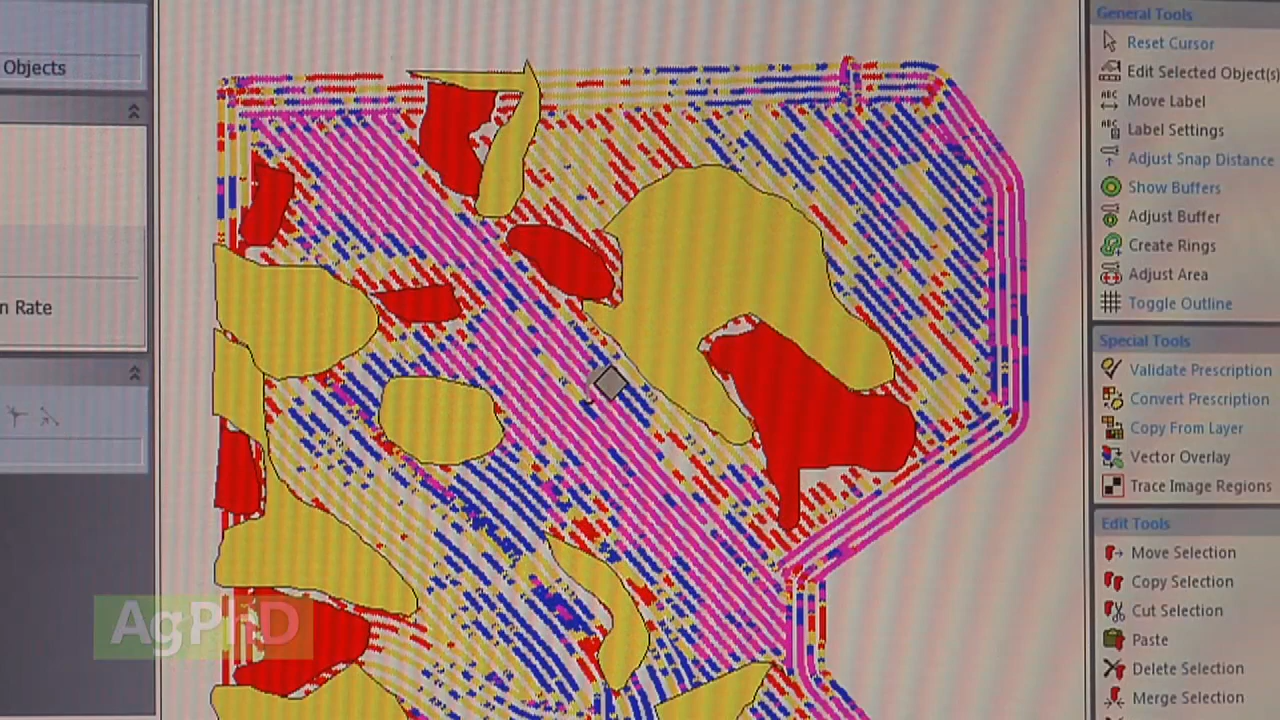 Objects
n Rate
AgPhD
General Tools
Reset Cursor
Edit Selected Object(s)
Move Label
Label Settings
Adjust Snap Distance
Show Buffers
Adjust Buffer
Create Rings
Adjust Area
Toggle Outline
Special Tools
Validate Prescription
Convert Prescription
Copy From Layer
Vector Overlay
Trace Image Regions
Edit Tools
Move Selection
Copy Selection
Cut Selection
Paste
Delete Selection
Merge Selection